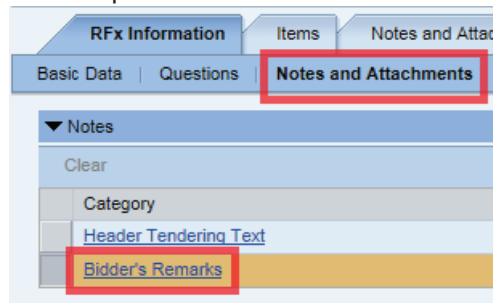 RFx Information Items Notes and Attac
Basic Data | Questions | Notes and Attachments
Notes
Clear
Category
Header Tendering Text
Bidder's Remarks